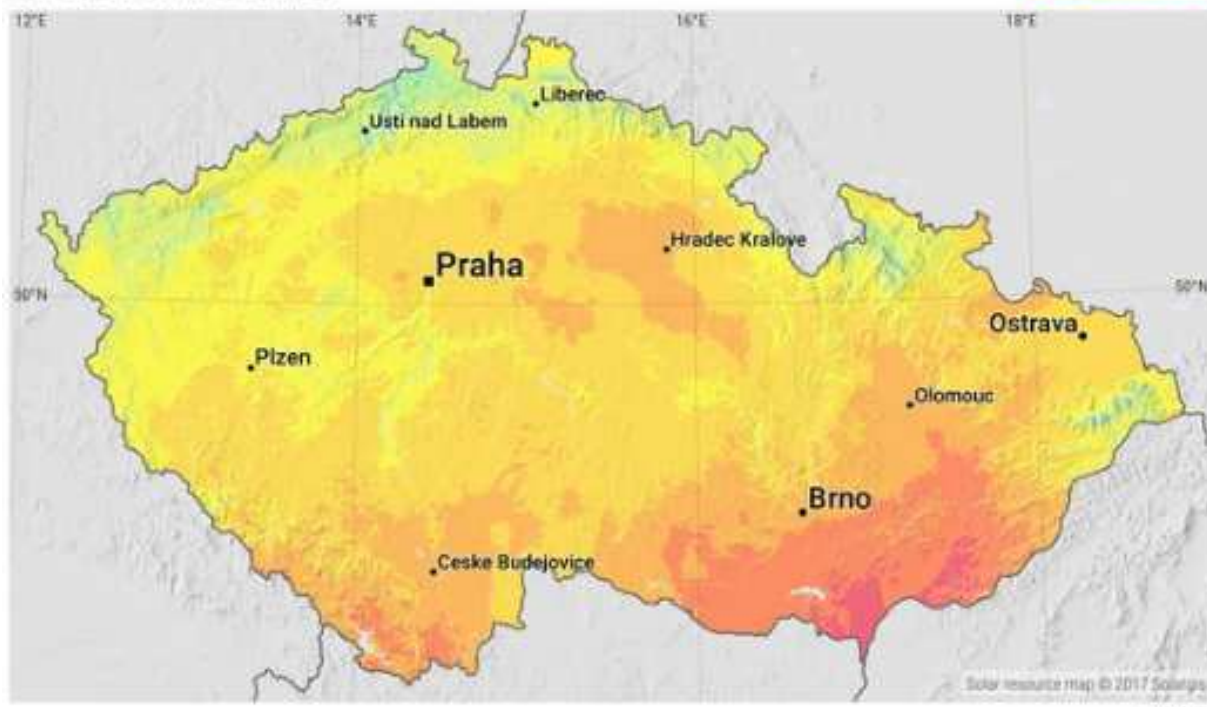 12°E
14°E
16°E
18°E
Liberec
Usti nad Labem
Hradec Kralove
Praha
50°N
50°N
Ostrava
Plzen
Olomouc
Brno
Ceske Budejovice
Solar resource map © 2017 Solargis